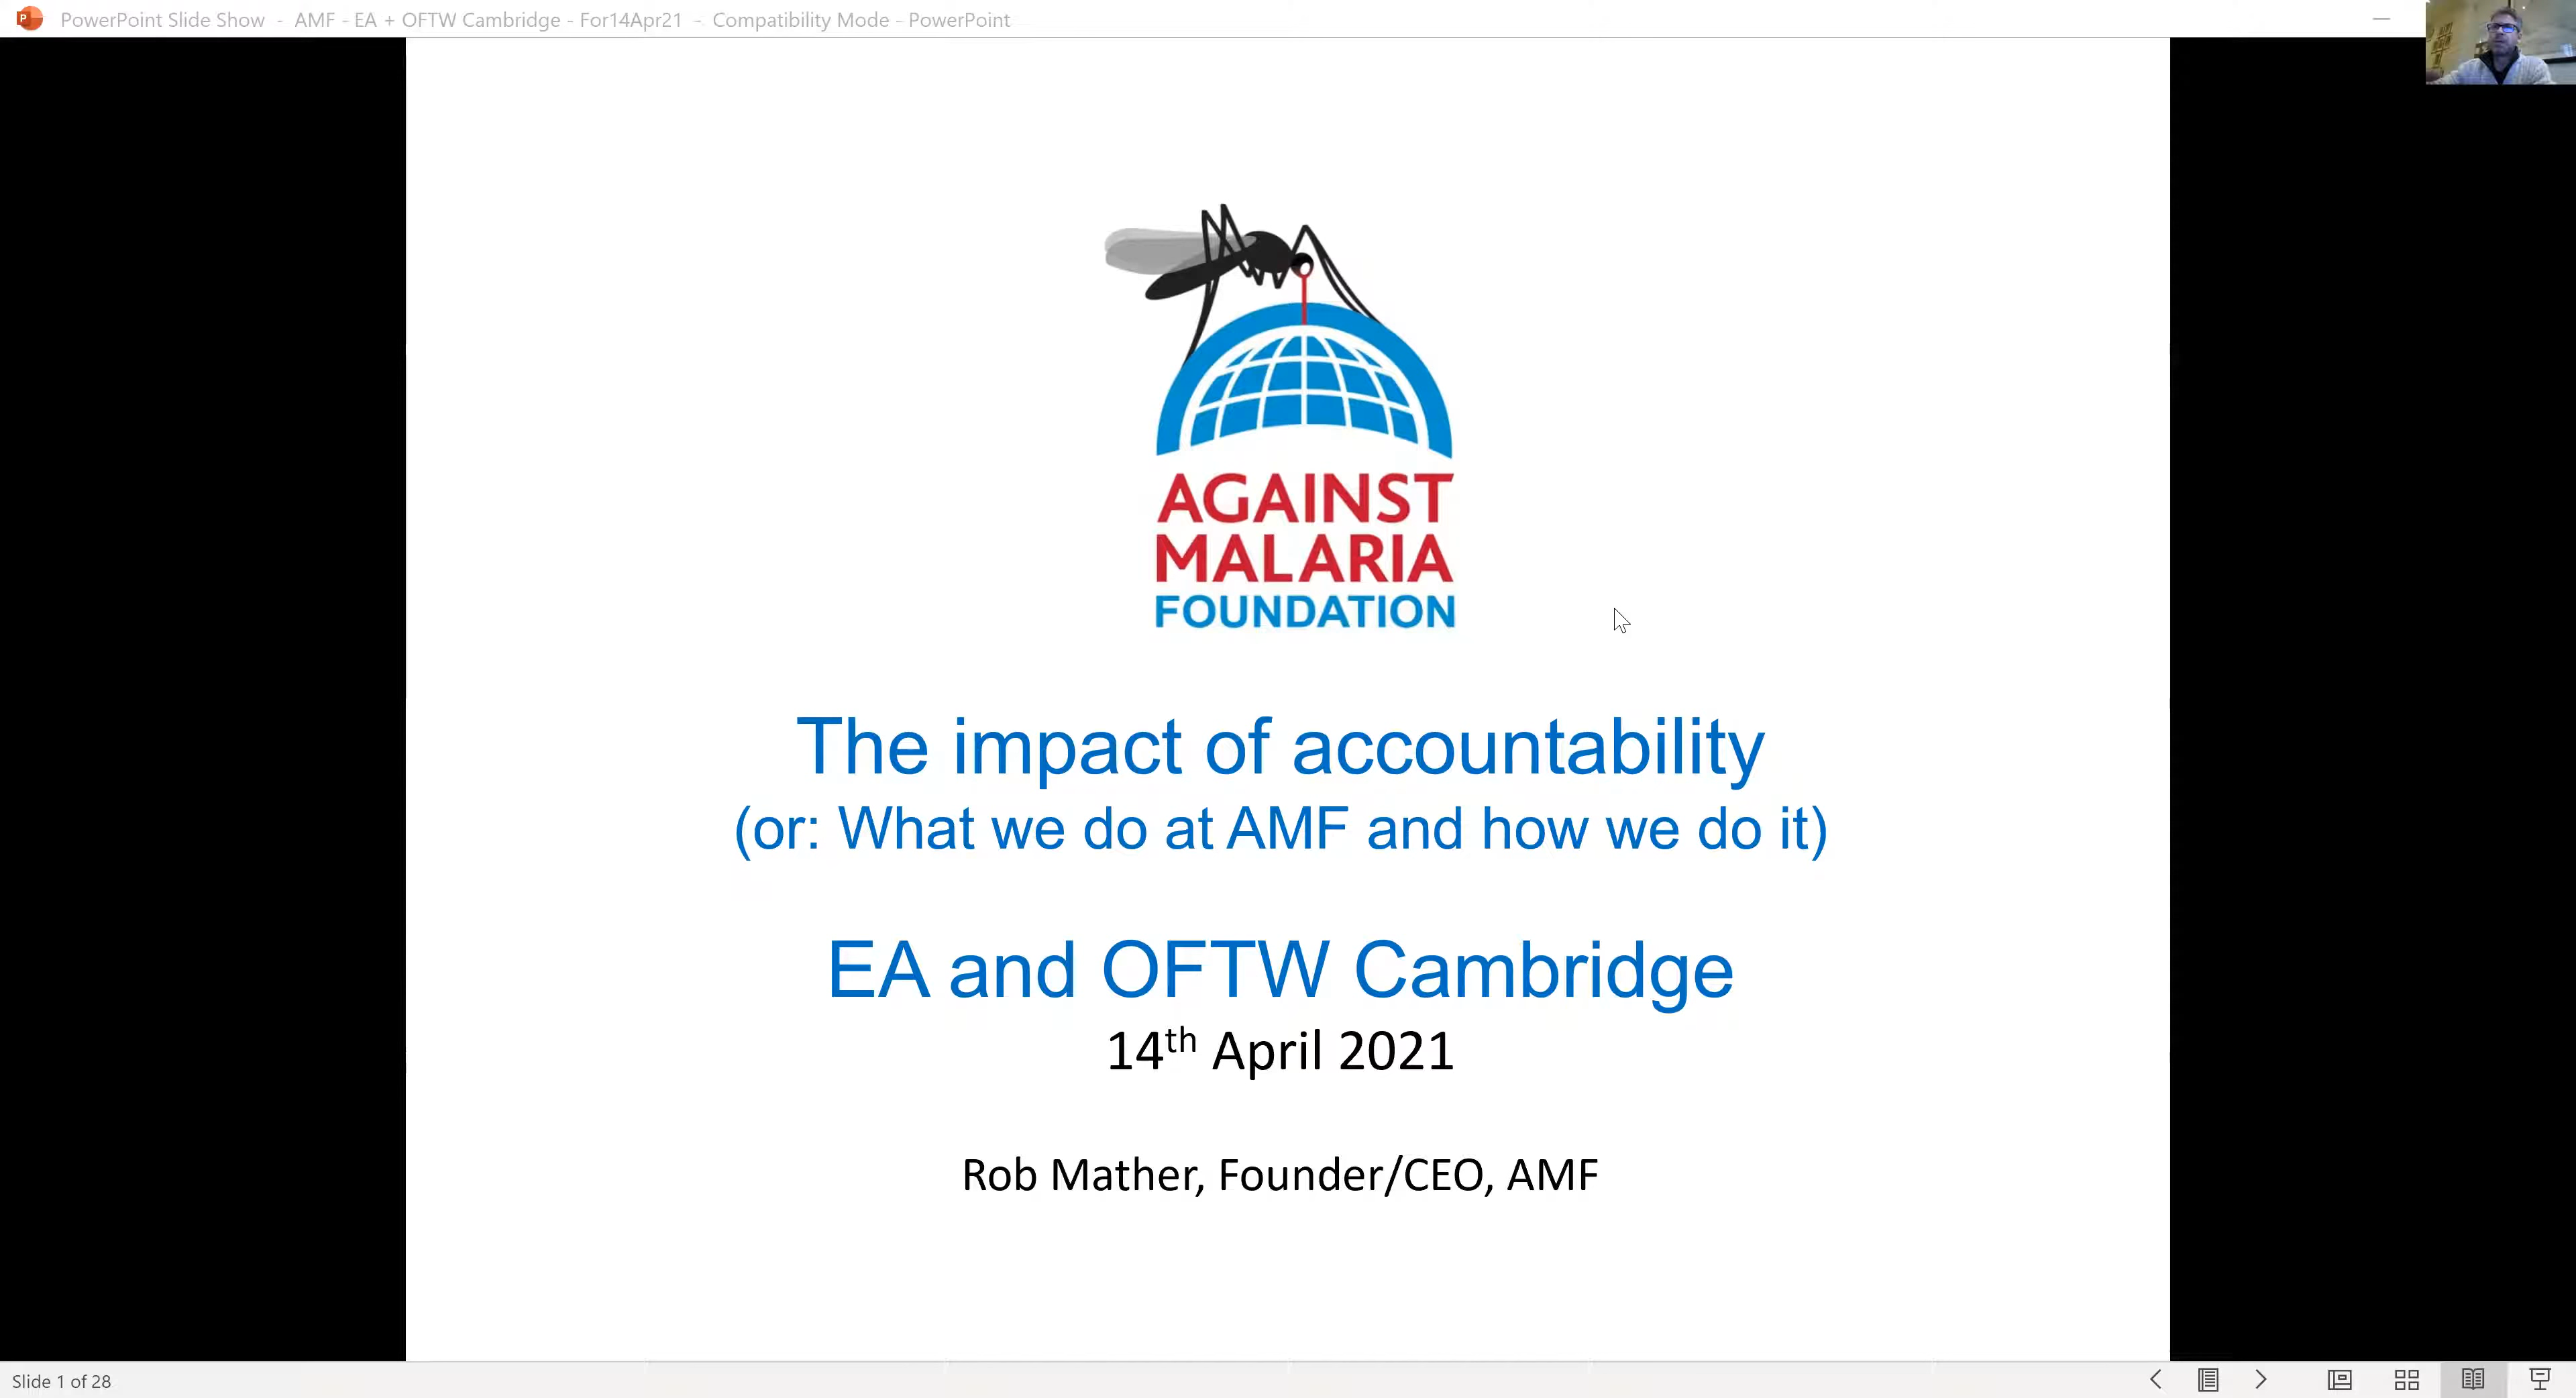 PowerPoint Slide Show - AMF - EA + OFTW Cambridge - For14Apr21 - Compatibility Mode - PowerPoint
AGAINST
MALARIA
FOUNDATION
The impact of accountability
(or: What we do at AMF and how we do it)
EA and OFTW Cambridge
14th April 2021
Rob Mather, Founder/CEO, AMF
Slide 1 of 28